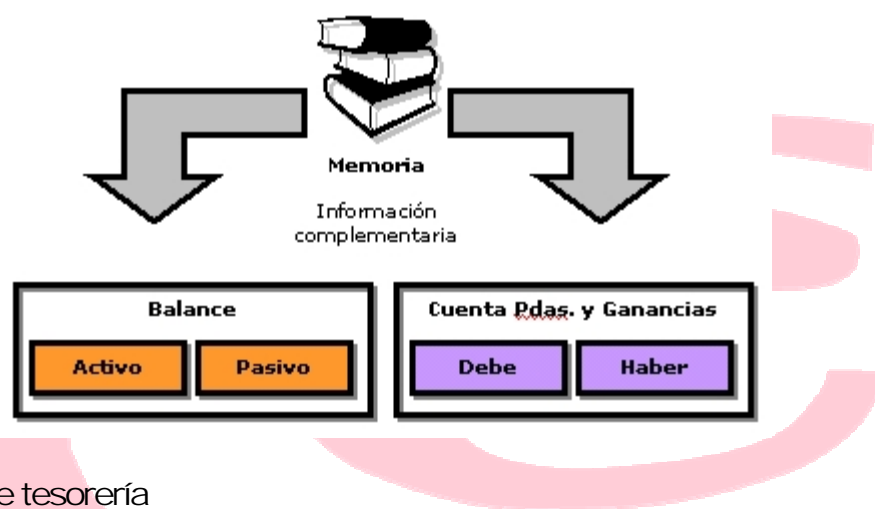 Memoria
Información
complementaria
Balance
Activo
Pasivo
Cuenta Pdas. y Ganancias
Debe
Haber
e tesorería